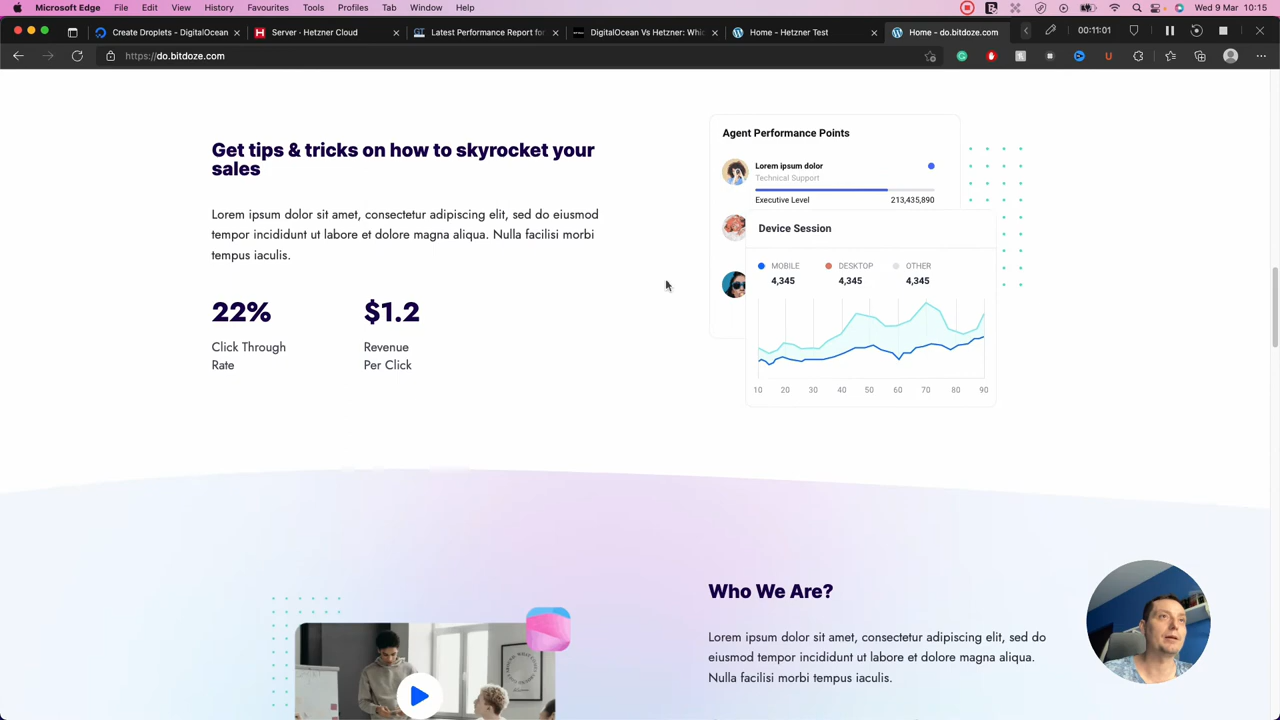 Microsoft Edge File Edit View History Favourites Tools Profiles Tab Window Help Wed 9 Mar 10:15
Create Droplets - DigitalOcean Server · Hetzner Cloud Latest Performance Report for DigitalOcean Vs Hetzner: Whi Home - Hetzner Test Home - DigitalOcean 00:11:01
https://do.bitdoze.com
Get tips & tricks on how to skyrocket your
sales
Lorem ipsum dolor sit amet, consectetur adipiscing elit, sed do eiusmod
tempor incididunt ut labore et dolore magna aliqua. Nulla facilisi morbi
tempus iaculis.
22%
Click Through
Rate
$1.2
Revenue
Per Click
Agent Performance Points
Lorem ipsum dolor
Technical Support
Executive Level 213,435,890
Device Session
MOBILE DESKTOP OTHER
4,345 4,345 4,345
10 20 30 40 50 60 70 80 90
Who We Are?
Lorem ipsum dolor sit amet, consectetur adipiscing elit, sed do
eiusmod tempor incididunt ut labore et dolore magna aliqua.
Nulla facilisi morbi tempus iaculis.